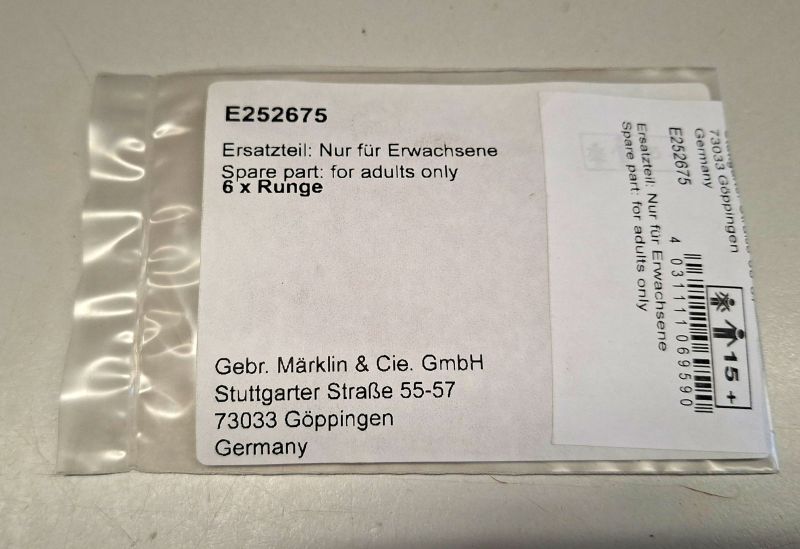 E252675
Ersatzteil: Nur für Erwachsene
Spare part: for adults only
6 x Runge
Gebr. Märklin & Cie. GmbH
Stuttgarter Straße 55-57
73033 Göppingen
Germany
73033 Göppingen
Germany
E252675
Ersatzteil: Nur für Erwachsene
Spare part: for adults only
4 031111 069590
15+